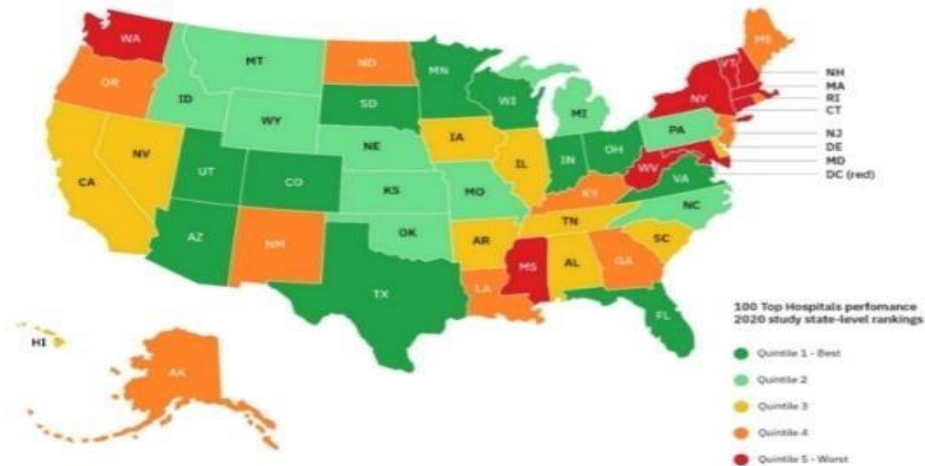 WA
MT
ND
MN
ME
OR
ID
SD
WI
VT
NH
MA
RI
CT
NY
WY
MI
PA
NJ
DE
MD
DC (red)
NV
UT
NE
IA
IL
IN
OH
WV
VA
CA
CO
KS
MO
KY
NC
TN
SC
AZ
NM
OK
AR
MS
AL
GA
TX
LA
FL
HI
AK
100 Top Hospitals perfomance
2020 study state-level rankings
Quintile 1 - Best
Quintile 2
Quintile 3
Quintile 4
Quintile 5 - Worst